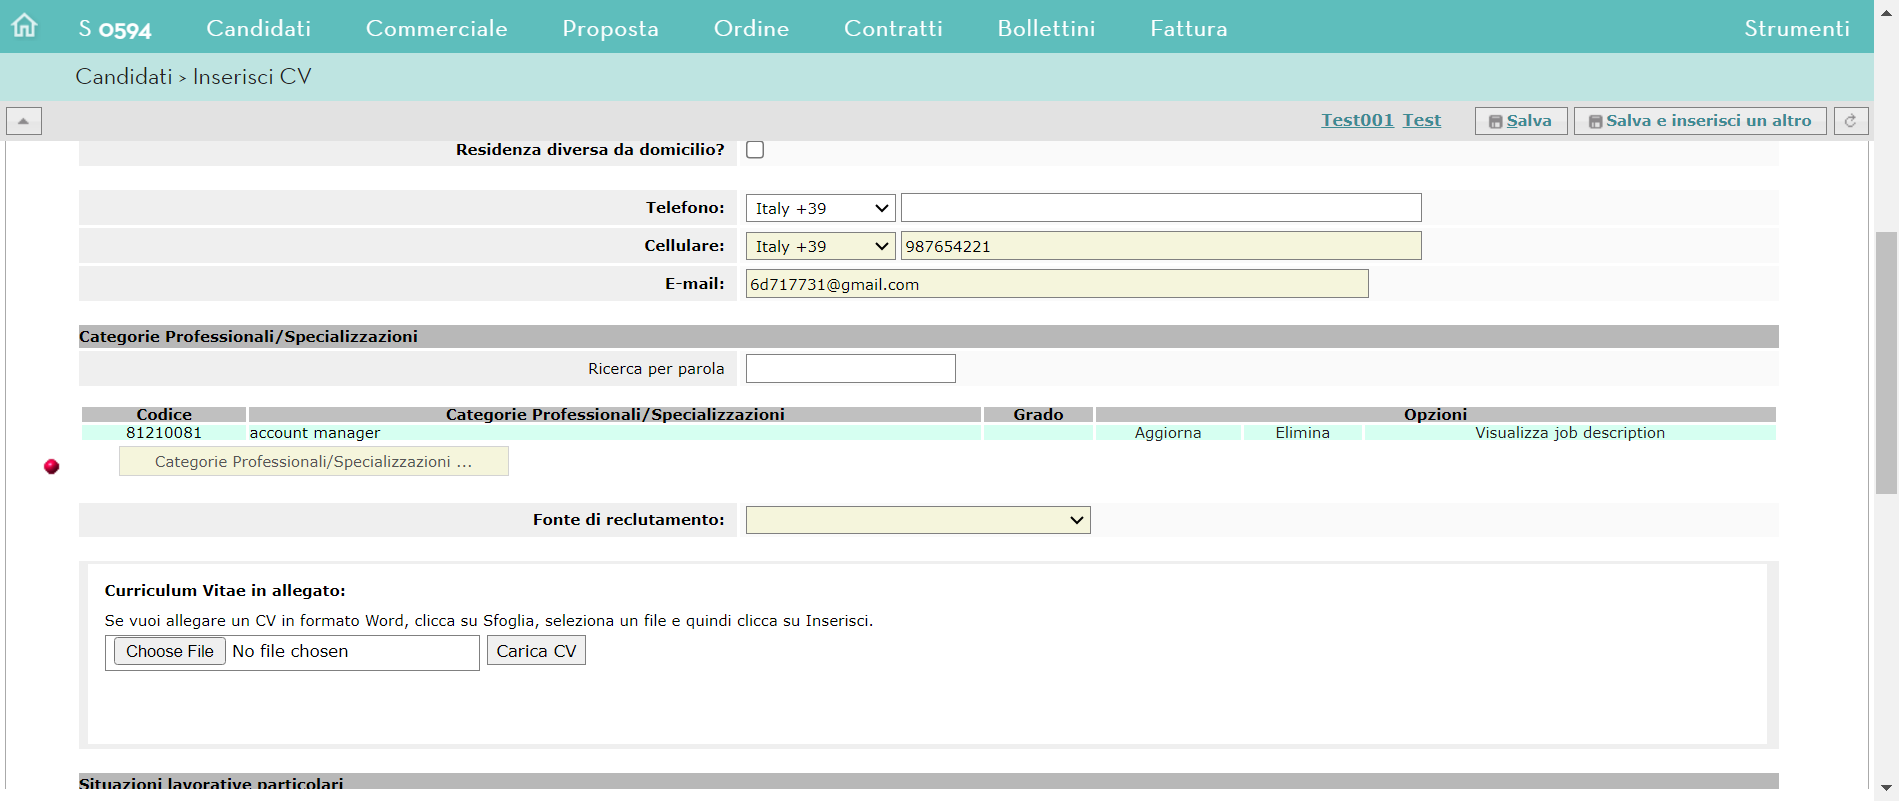 S 0594 Candidati Commerciale Proposta Ordine Contratti Bollettini Fattura Strumenti
Candidati > Inserisci CV
Test001 Test Salva Salva e inserisci un altro
Residenza diversa da domicilio?
Telefono: Italy +39
Cellulare: Italy +39 987654221
E-mail: 6d717731@gmail.com
Categorie Professionali/Specializzazioni
Ricerca per parola
Codice Categorie Professionali/Specializzazioni Grado Opzioni
81210081 account manager Aggiorna Elimina Visualizza job description
Categorie Professionali/Specializzazioni ...
Fonte di reclutamento:
Curriculum Vitae in allegato:
Se vuoi allegare un CV in formato Word, clicca su Sfoglia, seleziona un file e quindi clicca su Inserisci.
Choose File No file chosen Carica CV
Situazioni lavorative particolari